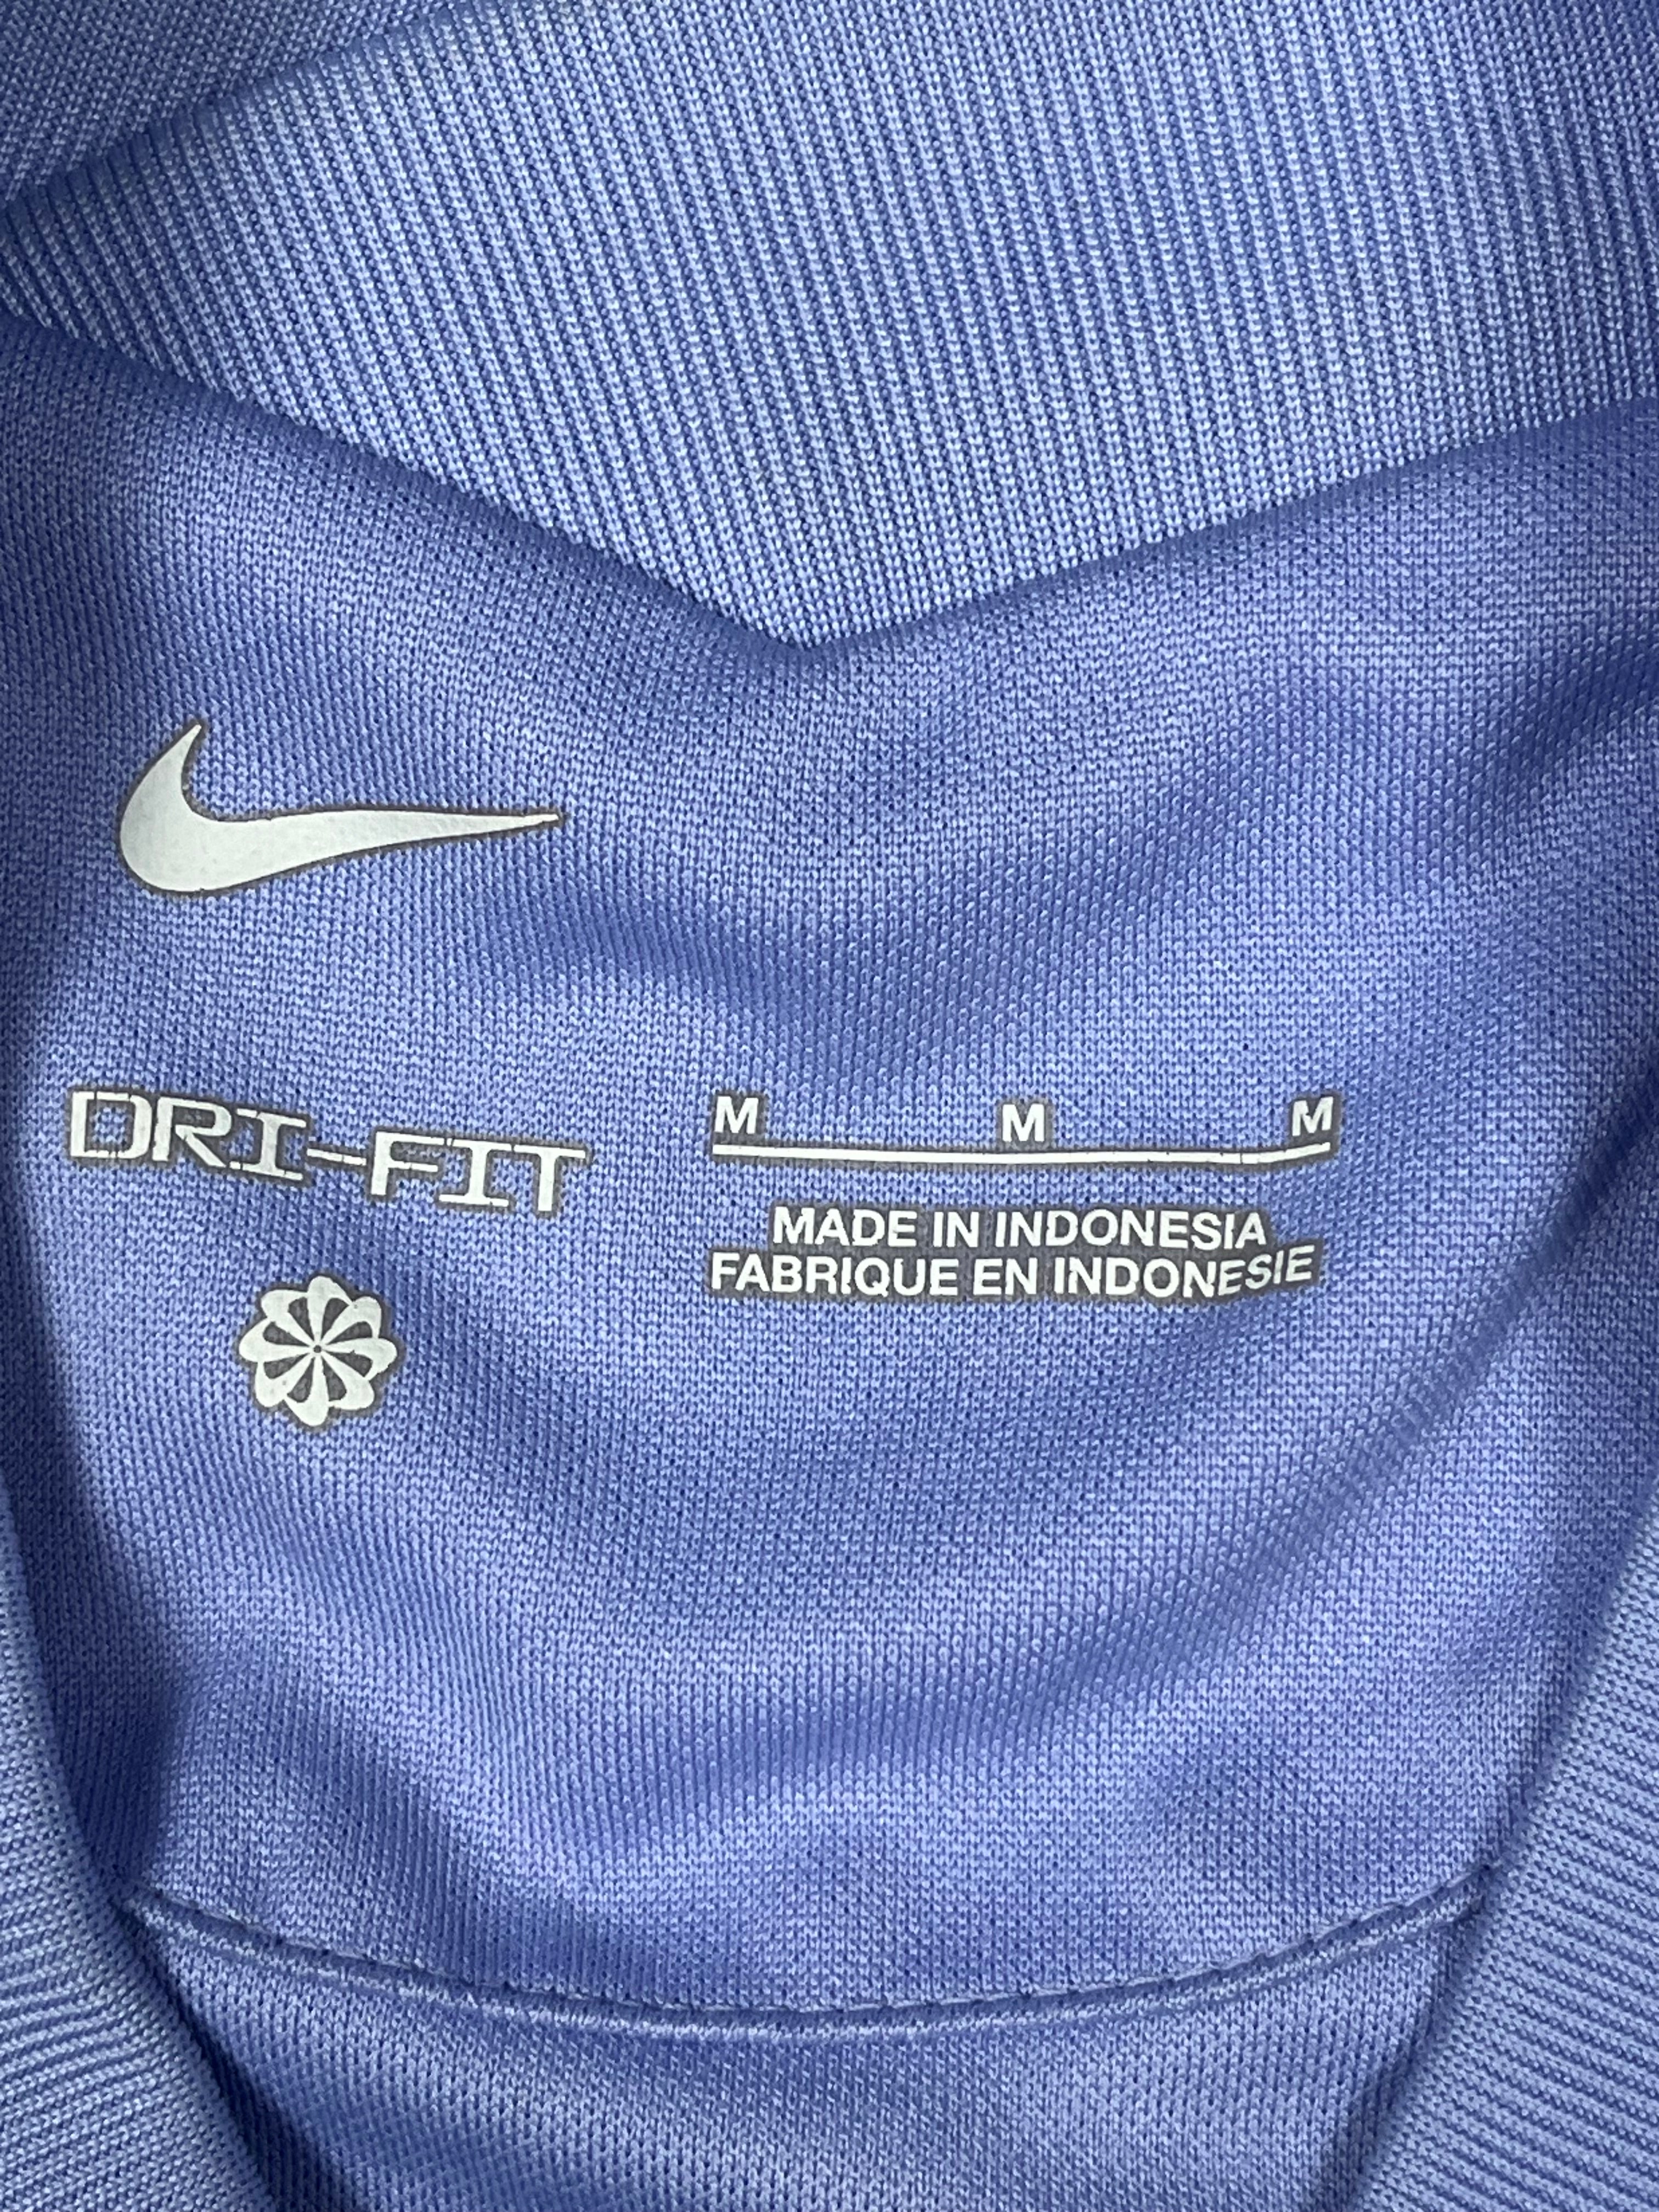 DRI-FIT
M M M
MADE IN INDONESIA
FABRIQUE EN INDONESIE